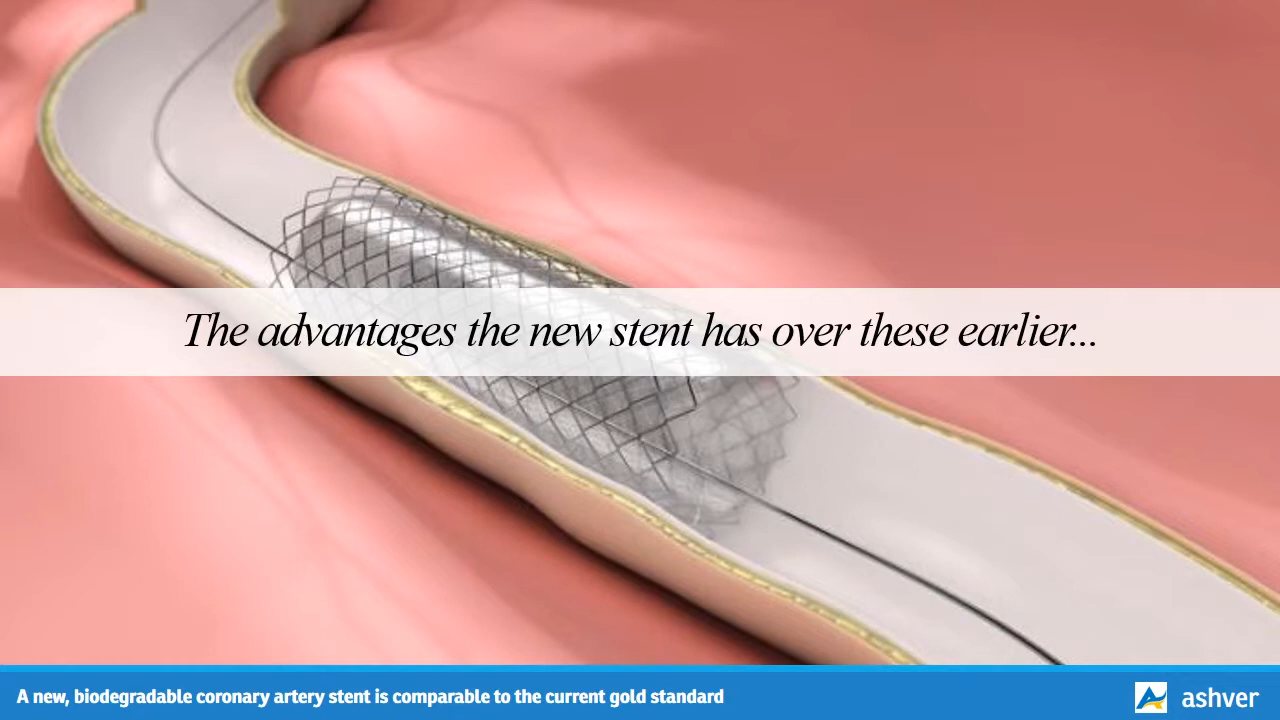 The advantages the new stent has over these earlier...
A new, biodegradable coronary artery stent is comparable to the current gold standard
ashver